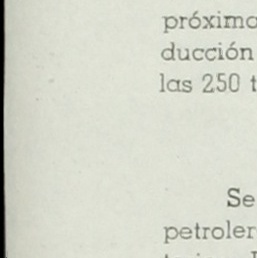 próximo
ducción
las 250 t
Se
petroler